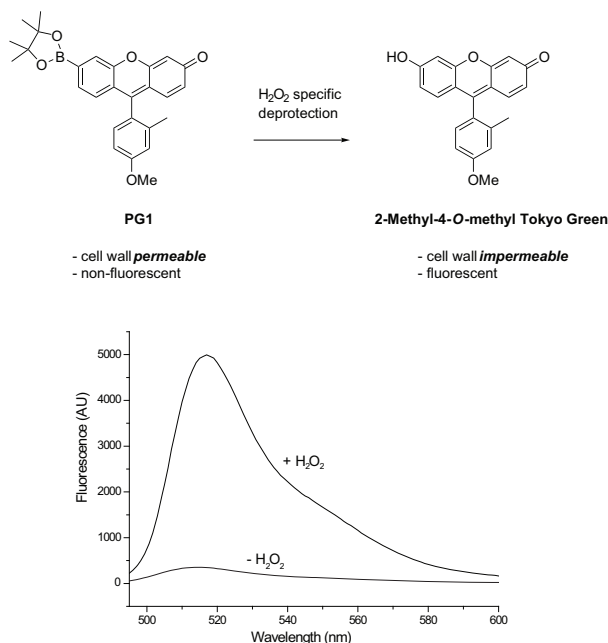 O
B
O
O
O
OMe
PG1
- cell wall permeable
- non-fluorescent
H₂O₂ specific
deprotection
HO
O
O
OMe
2-Methyl-4-O-methyl Tokyo Green
- cell wall impermeable
- fluorescent
Fluorescence (AU)
5000
4000
3000
2000
1000
0
+ H₂O₂
- H₂O₂
500
520
540
560
580
600
Wavelength (nm)